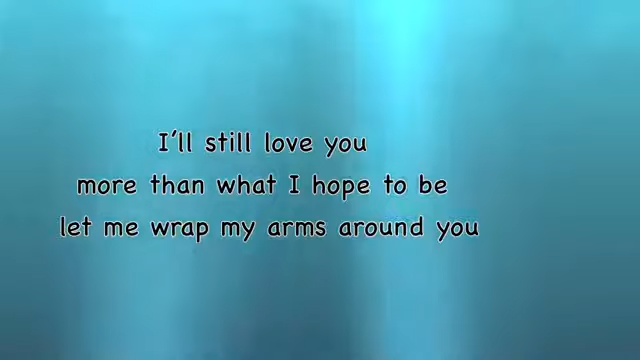 I'll still love you
more than what I hope to be
let me wrap my arms around you